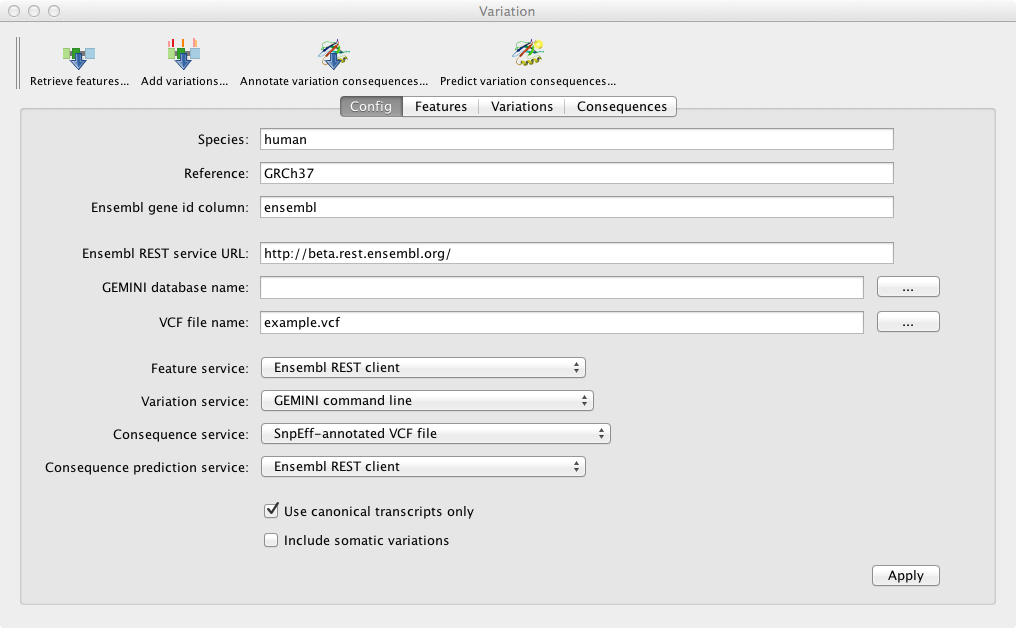 Variation
Retrieve features... Add variations... Annotate variation consequences... Predict variation consequences...
Config Features Variations Consequences
Species: human
Reference: GRCh37
Ensembl gene id column: ensembl
Ensembl REST service URL: http://beta.rest.ensembl.org/
GEMINI database name: ...
VCF file name: example.vcf ...
Feature service: Ensembl REST client
Variation service: GEMINI command line
Consequence service: SnpEff-annotated VCF file
Consequence prediction service: Ensembl REST client
Use canonical transcripts only
Include somatic variations
Apply